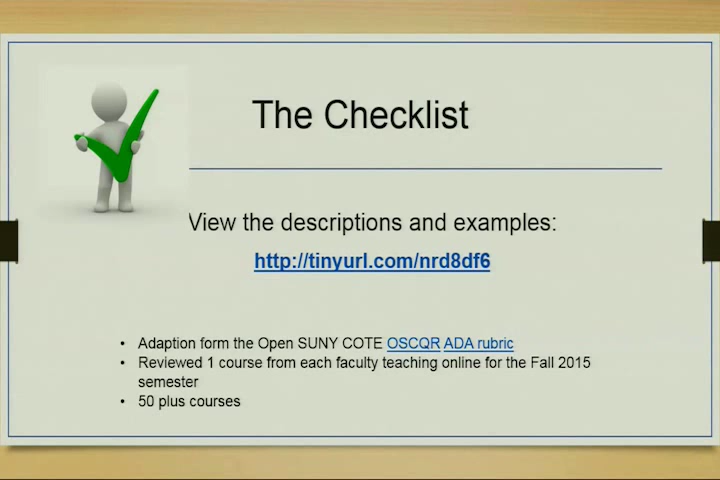 The Checklist
View the descriptions and examples:
http://tinyurl.com/nrd8df6
• Adaption form the Open SUNY COTE OSCQR ADA rubric
• Reviewed 1 course from each faculty teaching online for the Fall 2015
semester
• 50 plus courses